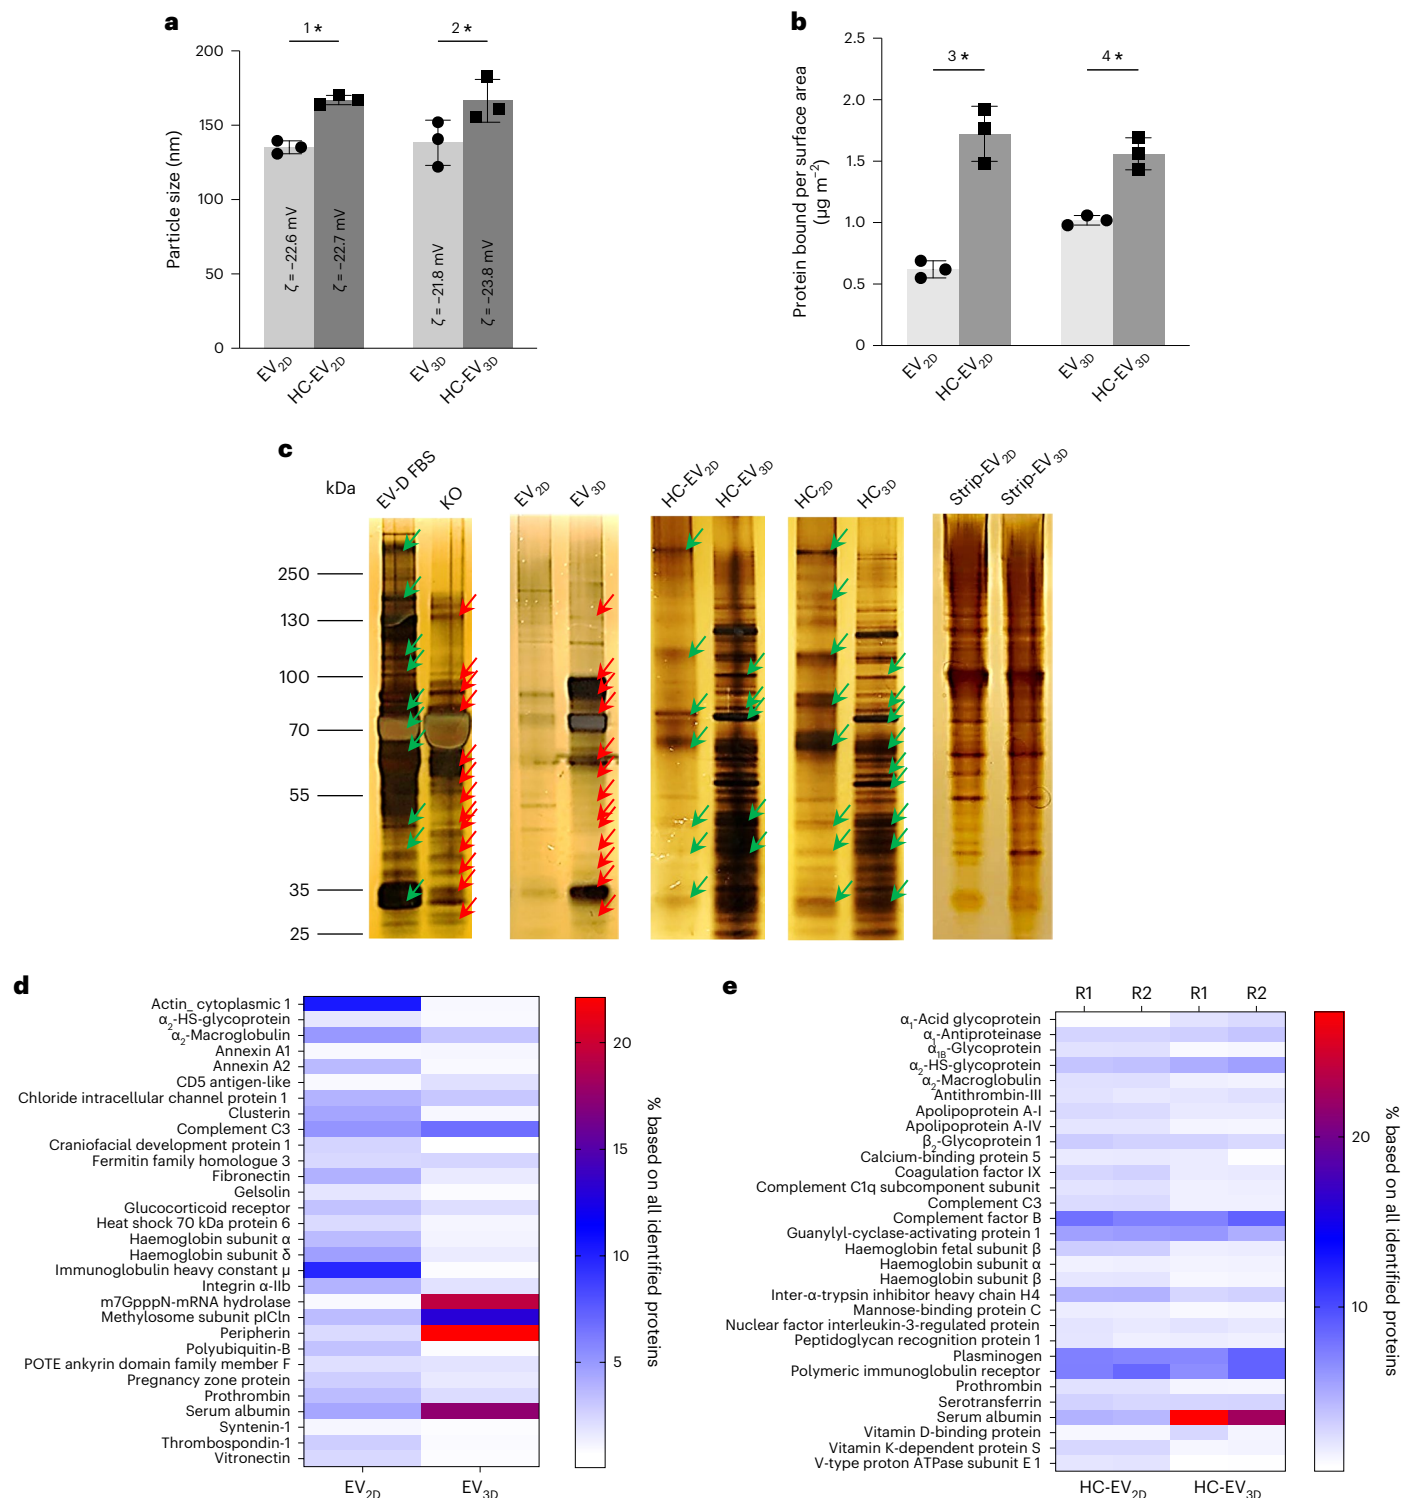 a
1 *
2 *
200
150
100
50
0
Particle size (nm)
ζ = −22.6 mV
ζ = −22.7 mV
ζ = −21.8 mV
ζ = −23.8 mV
EV2D
HC-EV2D
EV3D
HC-EV3D
b
3 *
4 *
2.5
2.0
1.5
1.0
0.5
0
Protein bound per surface area
(µg m−2)
EV2D
HC-EV2D
EV3D
HC-EV3D
c
kDa
EV-D FBS
KO
EV2D
EV3D
HC-EV2D
HC-EV3D
HC2D
HC3D
Strip-EV2D
Strip-EV3D
250
130
100
70
55
35
25
d
Actin_ cytoplasmic 1
α2-HS-glycoprotein
α2-Macroglobulin
Annexin A1
Annexin A2
CD5 antigen-like
Chloride intracellular channel protein 1
Clusterin
Complement C3
Craniofacial development protein 1
Fermitin family homologue 3
Fibronectin
Gelsolin
Glucocorticoid receptor
Heat shock 70 kDa protein 6
Haemoglobin subunit α
Haemoglobin subunit δ
Immunoglobulin heavy constant µ
Integrin α-IIb
m7GpppN-mRNA hydrolase
Methylosome subunit pICln
Peripherin
Polyubiquitin-B
POTE ankyrin domain family member F
Pregnancy zone protein
Prothrombin
Serum albumin
Syntenin-1
Thrombospondin-1
Vitronectin
EV2D
EV3D
20
15
10
5
% based on all identified proteins
e
R1
R2
R1
R2
α1-Acid glycoprotein
α1-Antiproteinase
α1B-Glycoprotein
α2-HS-glycoprotein
α2-Macroglobulin
Antithrombin-III
Apolipoprotein A-I
Apolipoprotein A-IV
β2-Glycoprotein 1
Calcium-binding protein 5
Coagulation factor IX
Complement C1q subcomponent subunit
Complement C3
Complement factor B
Guanylyl-cyclase-activating protein 1
Haemoglobin fetal subunit β
Haemoglobin subunit α
Haemoglobin subunit β
Inter-α-trypsin inhibitor heavy chain H4
Mannose-binding protein C
Nuclear factor interleukin-3-regulated protein
Peptidoglycan recognition protein 1
Plasminogen
Polymeric immunoglobulin receptor
Prothrombin
Serotransferrin
Serum albumin
Vitamin D-binding protein
Vitamin K-dependent protein S
V-type proton ATPase subunit E 1
HC-EV2D
HC-EV3D
20
10
% based on all identified proteins